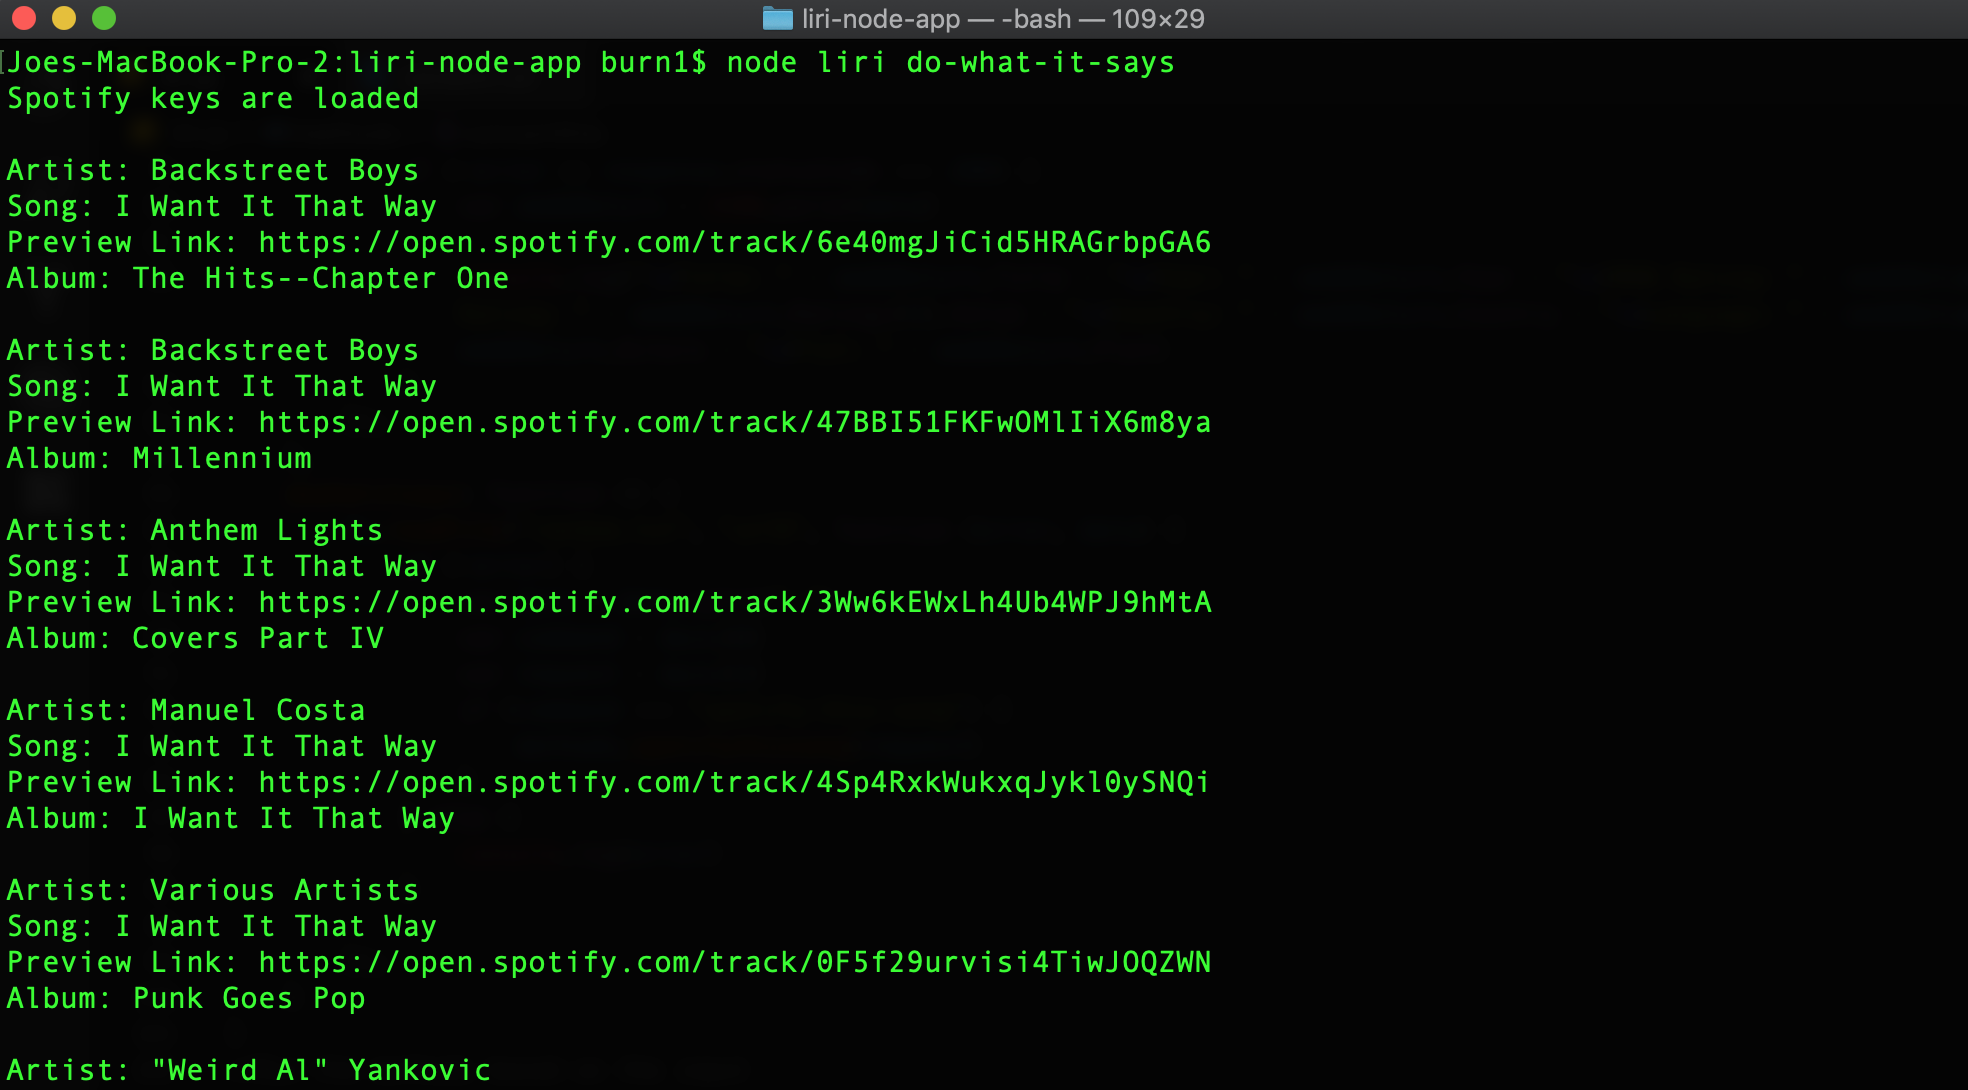 liri-node-app — -bash — 109×29
Joes-MacBook-Pro-2:liri-node-app burn1$ node liri do-what-it-says
Spotify keys are loaded
Artist: Backstreet Boys
Song: I Want It That Way
Preview Link: https://open.spotify.com/track/6e40mgJiCid5HRAGrbpGA6
Album: The Hits--Chapter One
Artist: Backstreet Boys
Song: I Want It That Way
Preview Link: https://open.spotify.com/track/47BBI51FKFwOMlIiX6m8ya
Album: Millennium
Artist: Anthem Lights
Song: I Want It That Way
Preview Link: https://open.spotify.com/track/3Ww6kEWxLh4Ub4WPJ9hMtA
Album: Covers Part IV
Artist: Manuel Costa
Song: I Want It That Way
Preview Link: https://open.spotify.com/track/4Sp4RxkWukxqJykl0ySNQi
Album: I Want It That Way
Artist: Various Artists
Song: I Want It That Way
Preview Link: https://open.spotify.com/track/0F5f29urvisi4TiwJOQZWN
Album: Punk Goes Pop
Artist: "Weird Al" Yankovic